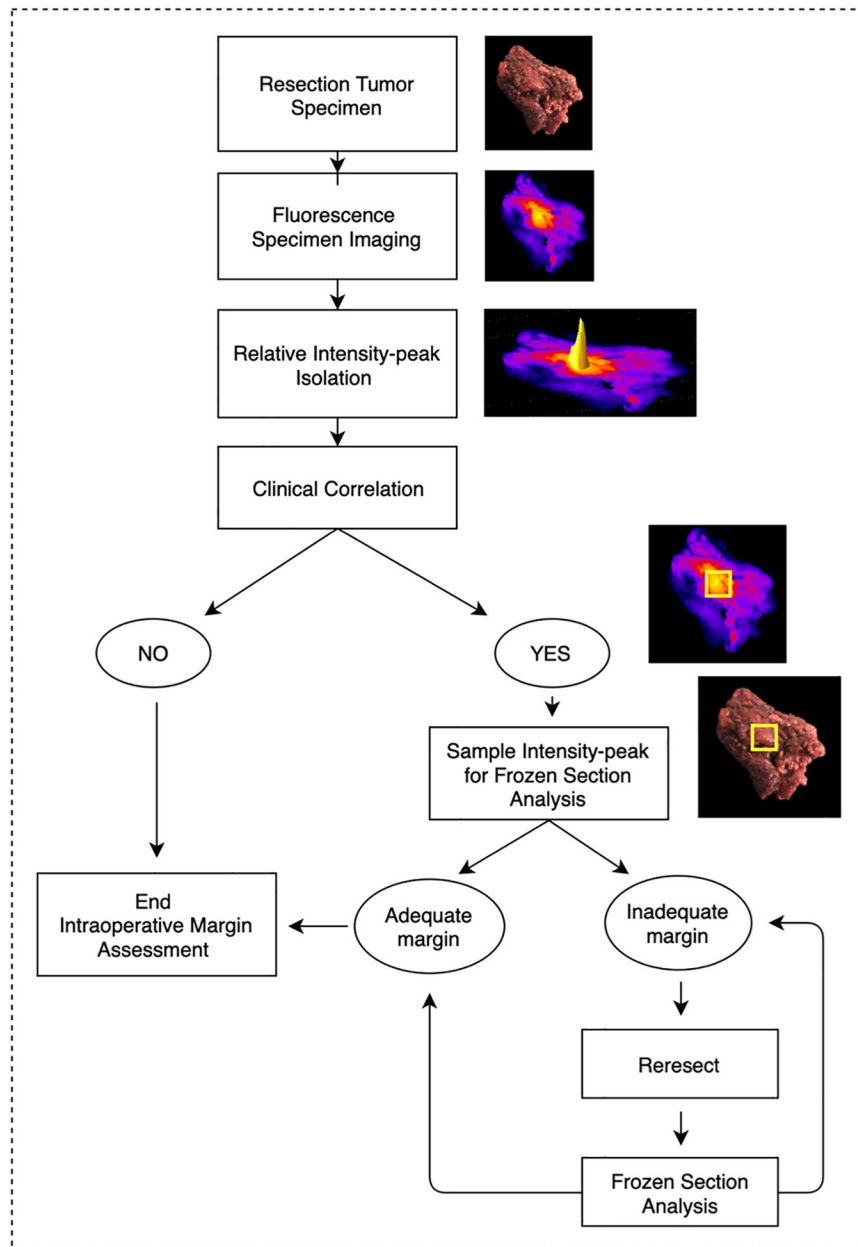 Resection Tumor
Specimen
Fluorescence
Specimen Imaging
Relative Intensity-peak
Isolation
Clinical Correlation
NO
YES
Sample Intensity-peak
for Frozen Section
Analysis
End
Intraoperative Margin
Assessment
Adequate
margin
Inadequate
margin
Reresect
Frozen Section
Analysis